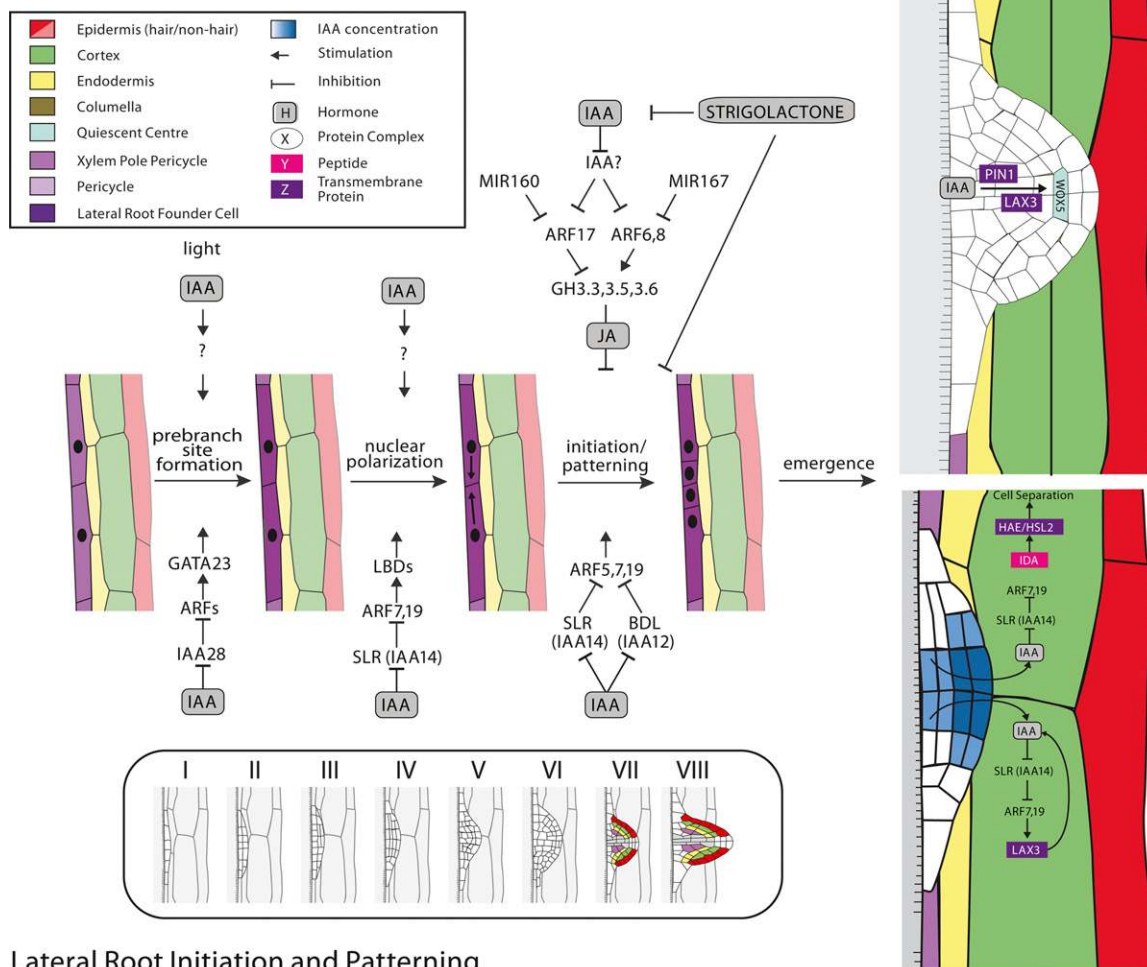 Epidermis (hair/non-hair)
Cortex
Endodermis
Columella
Quiescent Centre
Xylem Pole Pericycle
Pericycle
Lateral Root Founder Cell
IAA concentration
Stimulation
Inhibition
H Hormone
X Protein Complex
Y Peptide
Z Transmembrane
Protein
light
IAA
?
IAA
?
IAA
STRIGOLACTONE
IAA?
MIR160
MIR167
ARF17
ARF6,8
GH3.3,3.5,3.6
JA
prebranch
site
formation
nuclear
polarization
initiation/
patterning
emergence
GATA23
ARFs
IAA28
IAA
LBDs
ARF7,19
SLR (IAA14)
IAA
ARF5,7,19
SLR
(IAA14)
BDL
(IAA12)
IAA
IAA
PIN1
LAX3
WOX5
Cell Separation
HAE/HSL2
IDA
ARF7,19
SLR (IAA14)
IAA
IAA
SLR (IAA14)
ARF7,19
LAX3
I II III IV V VI VII VIII
Lateral Root Initiation and Patterning